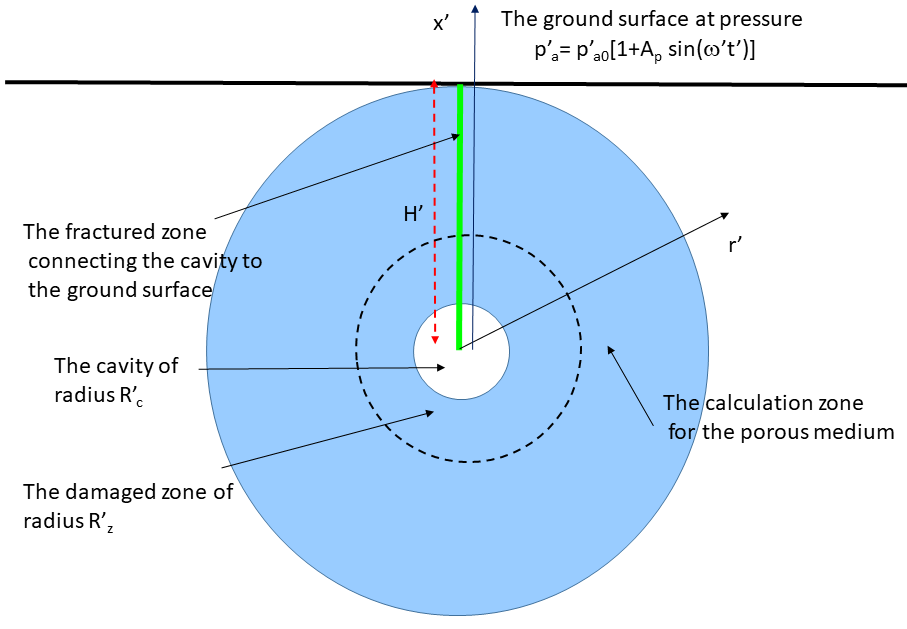 x’
The ground surface at pressure
p’a= p’a0[1+Ap sin(ω’t’)]
H’
r’
The fractured zone
connecting the cavity to
the ground surface
The cavity of
radius R’c
The calculation zone
for the porous medium
The damaged zone of
radius R’z